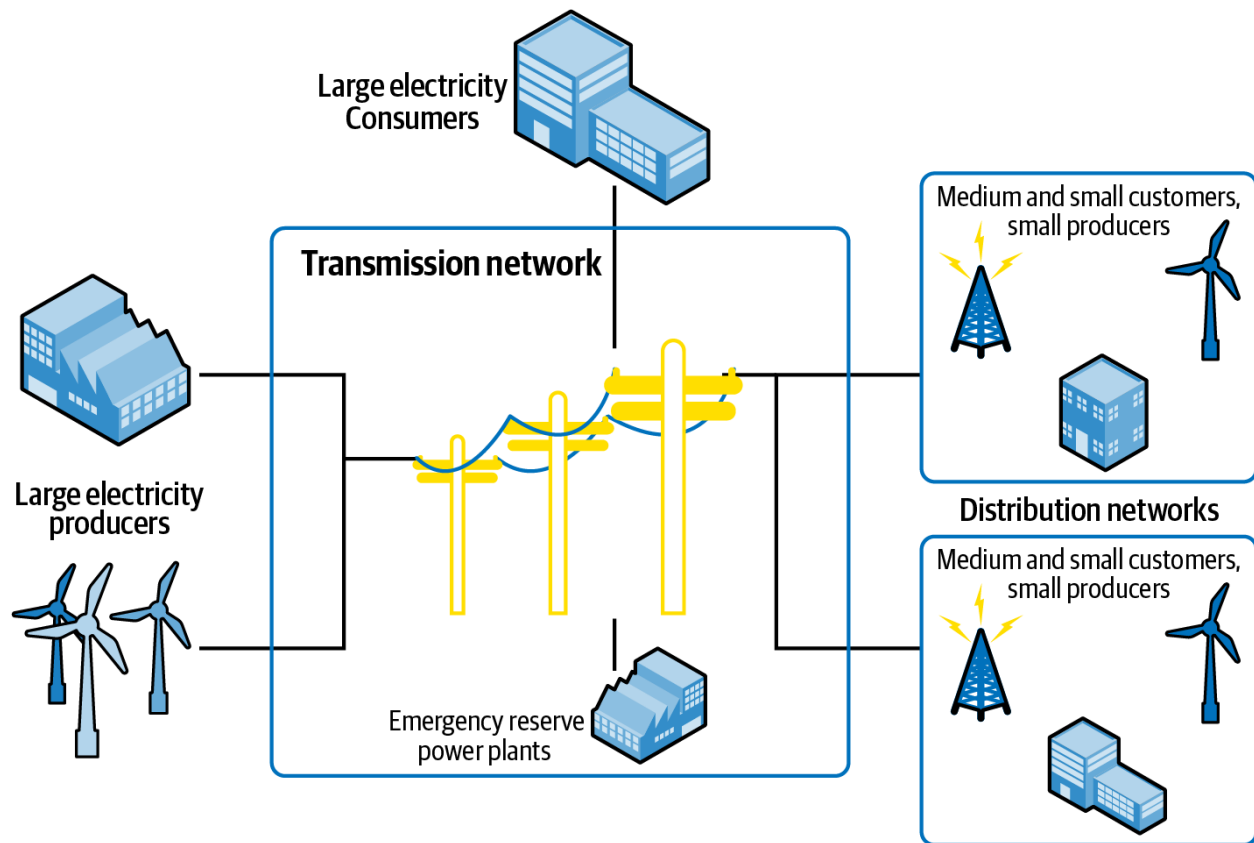 Large electricity
Consumers
Transmission network
Large electricity
producers
Emergency reserve
power plants
Medium and small customers,
small producers
Distribution networks
Medium and small customers,
small producers